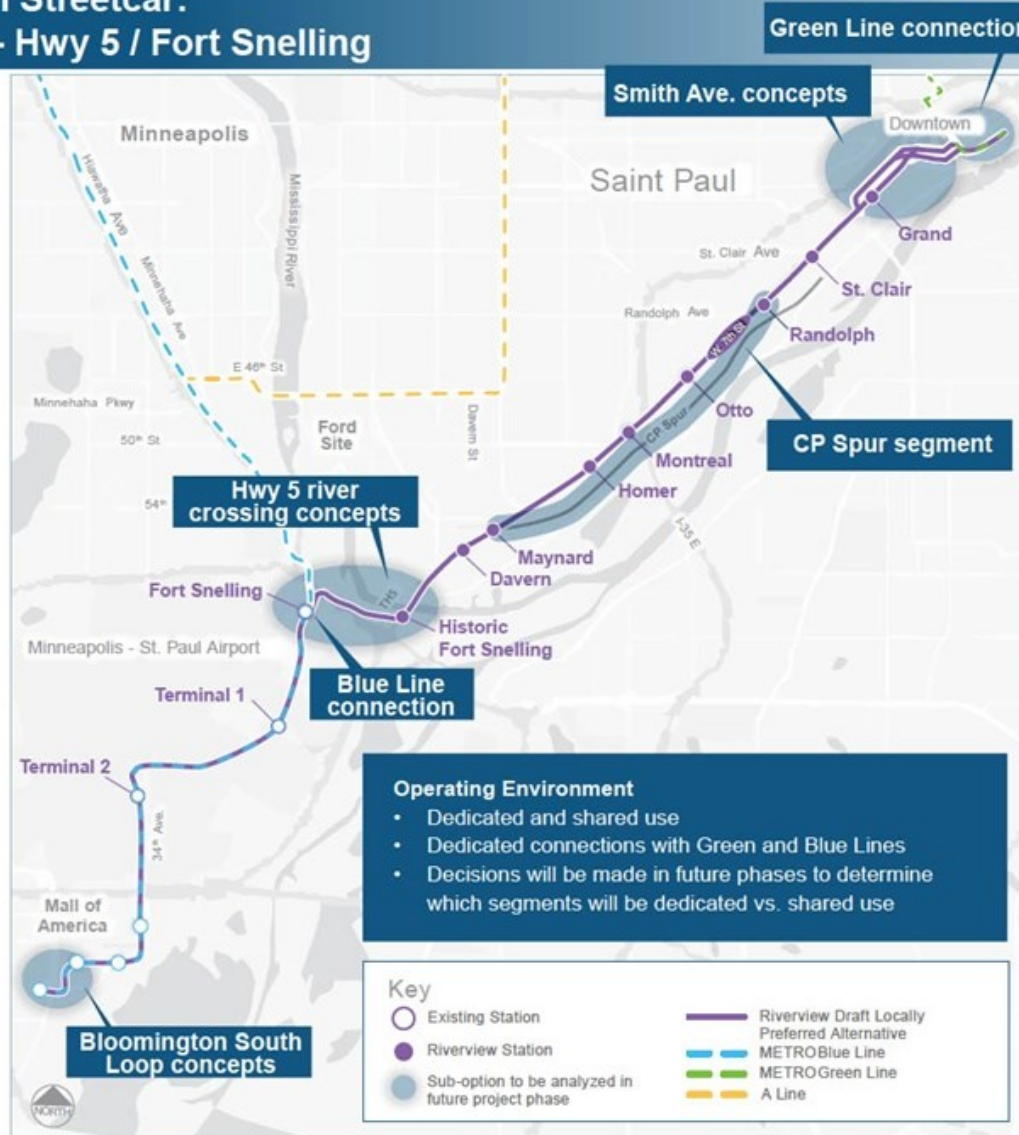 Streetcar:
- Hwy 5 / Fort Snelling
Green Line connection
Smith Ave. concepts
Downtown
Minneapolis
Saint Paul
Hiawatha Ave
Minnehaha Ave
Mississippi River
Grand
St. Clair Ave
St. Clair
Randolph Ave
Randolph
W. 7th St
E 46th St
Minnehaha Pkwy
50th St
Ford
Site
Davern St
Otto
CP Spur
CP Spur segment
Montreal
Homer
54th
Hwy 5 river
crossing concepts
I-35 E
Maynard
Davern
Fort Snelling
TH5
Historic
Fort Snelling
Minneapolis - St. Paul Airport
Blue Line
connection
Terminal 1
Terminal 2
34th Ave.
Operating Environment
• Dedicated and shared use
• Dedicated connections with Green and Blue Lines
• Decisions will be made in future phases to determine
which segments will be dedicated vs. shared use
Mall of
America
Bloomington South
Loop concepts
NORTH
Key
Existing Station
Riverview Station
Sub-option to be analyzed in
future project phase
Riverview Draft Locally
Preferred Alternative
METROBlue Line
METROGreen Line
A Line